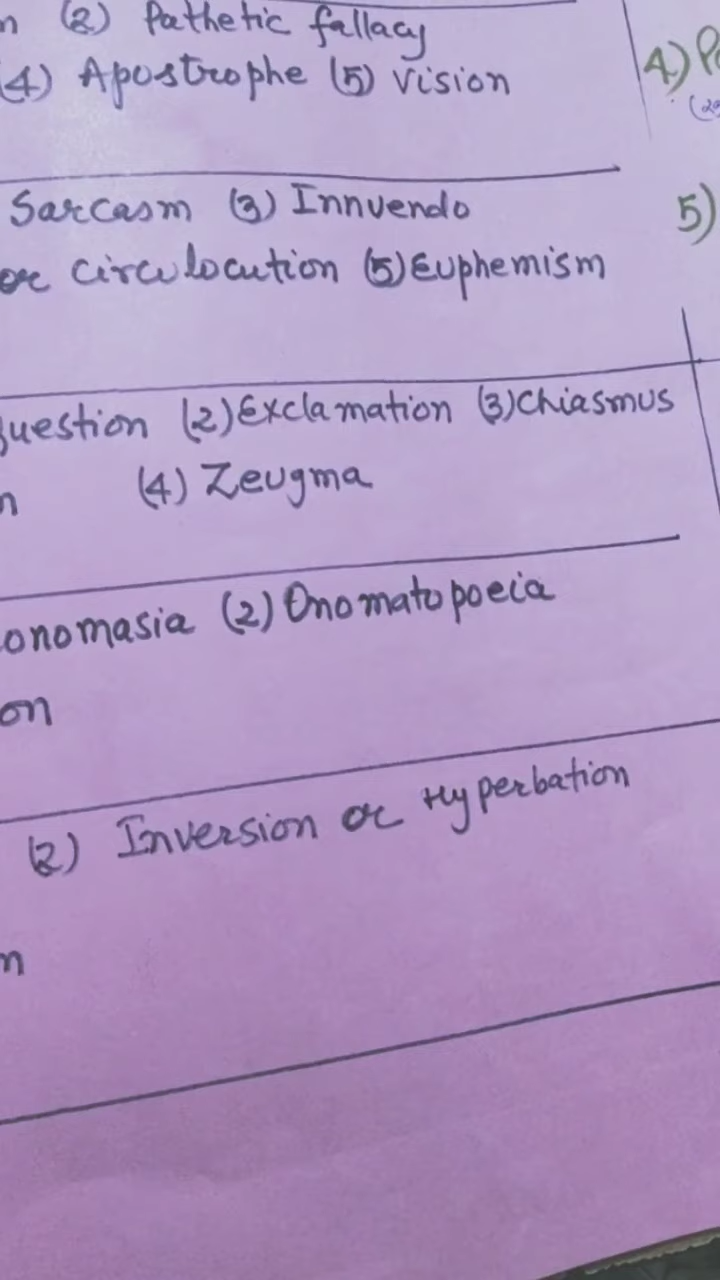 n (2) Pathetic fallacy
(4) Apostrophe (5) Vision
4)
Sarcasm (3) Innuendo
5)
or circulocution (5) Euphemism
question (2) Exclamation (3) Chiasmus
n (4) Zeugma
onomasia (2) Onomatopoeia
on
(2) Inversion or Hyperbation
n